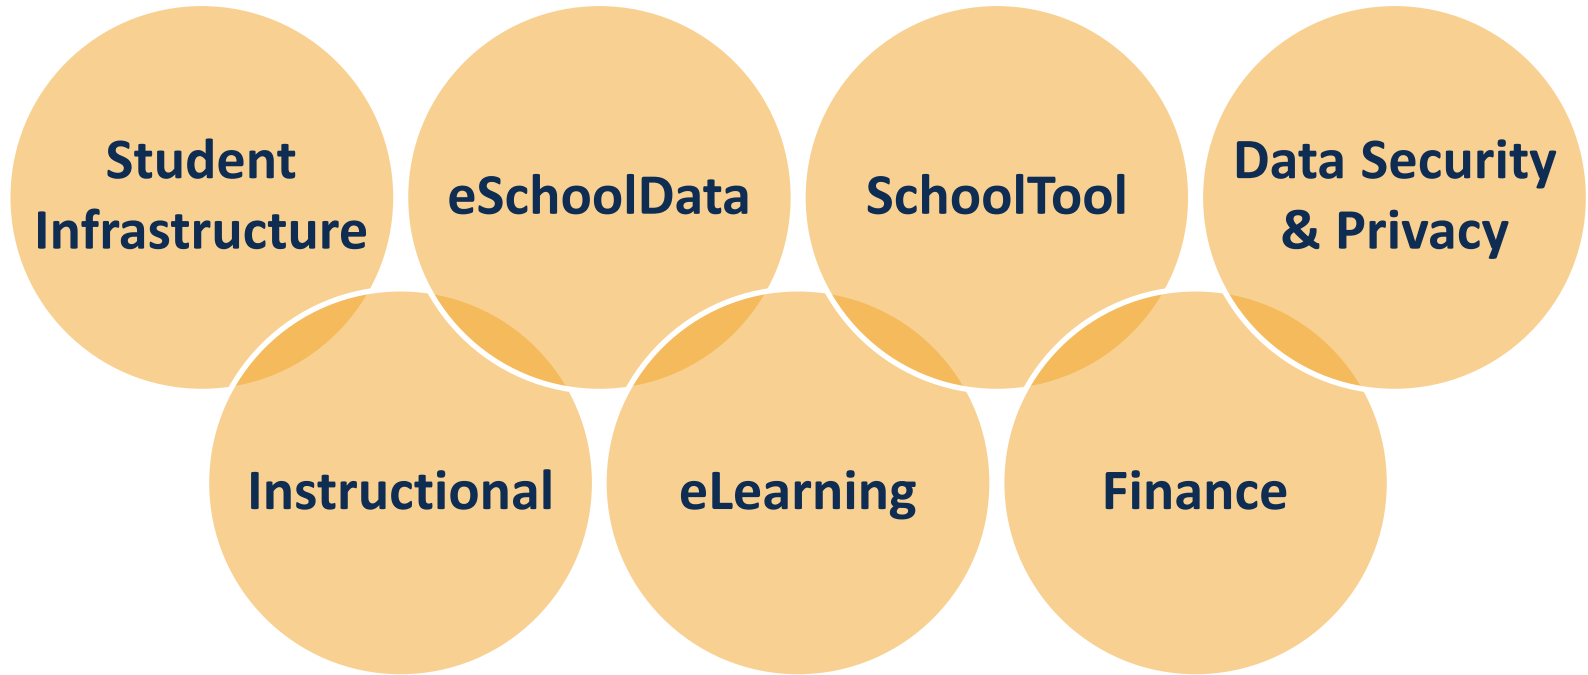 Student
Infrastructure
eSchoolData
SchoolTool
Data Security
& Privacy
Instructional
eLearning
Finance